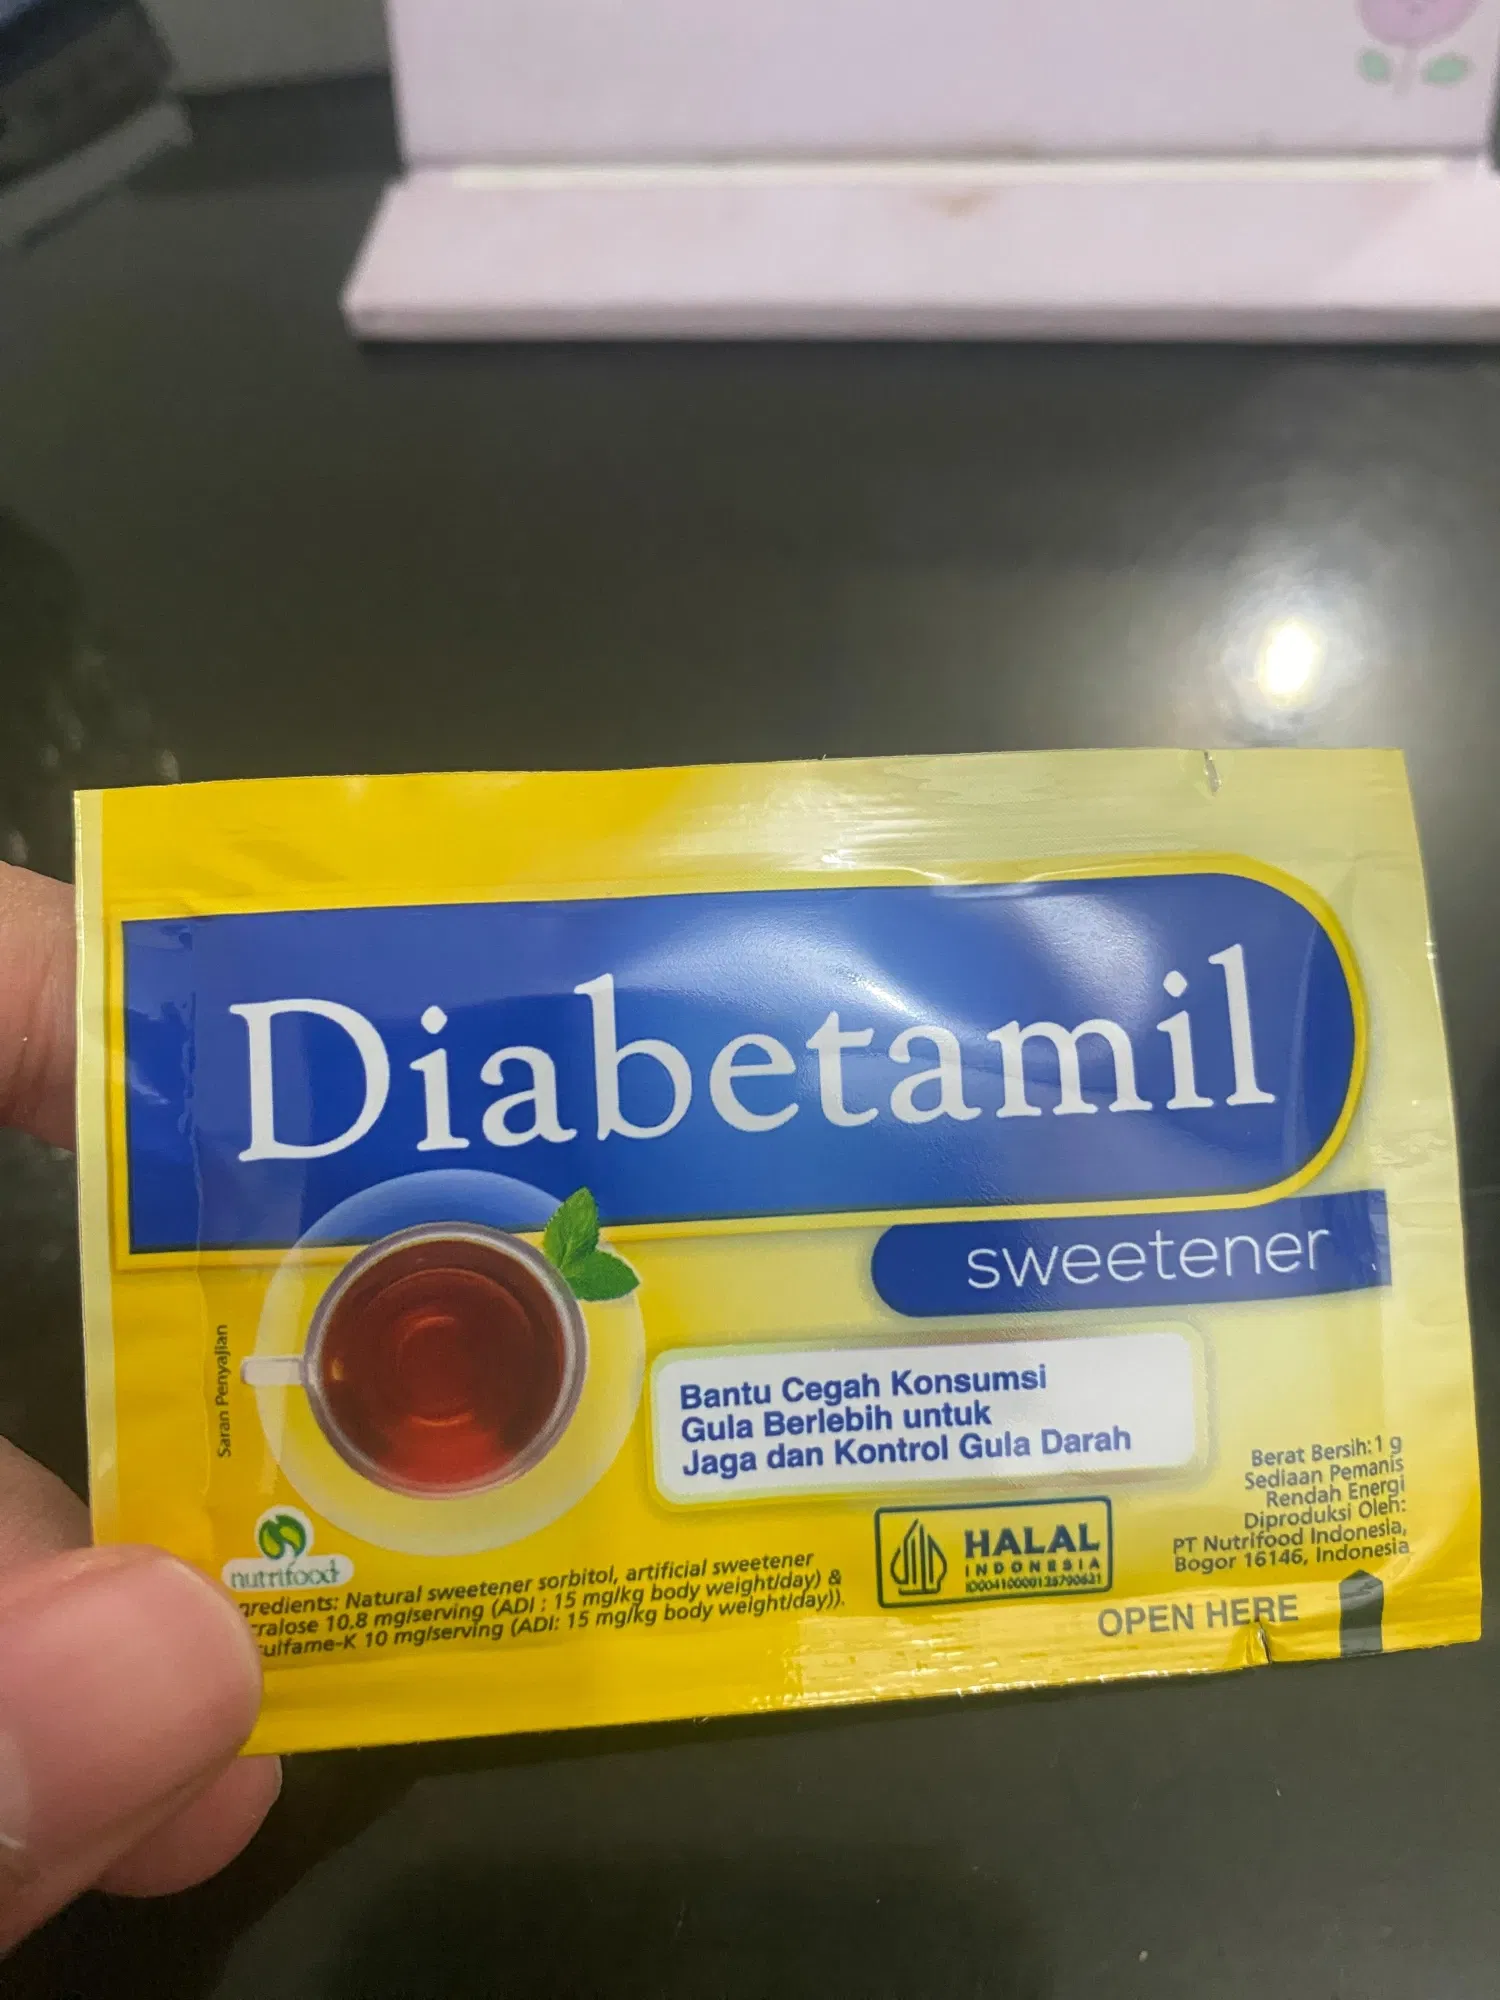 Diabetamil
sweetener
Saran Penyajian
Bantu Cegah Konsumsi
Gula Berlebih untuk
Jaga dan Kontrol Gula Darah
nutrifood
HALAL
INDONESIA
Berat Bersih: 1 g
Sediaan Pemanis
Rendah Energi
Diproduksi Oleh:
PT Nutrifood Indonesia,
Bogor 16146, Indonesia
gredients: Natural sweetener sorbitol, artificial sweetener
ralose 10.8 mg/serving (ADI : 15 mg/kg body weight/day) &
sulfame-K 10 mg/serving (ADI: 15 mg/kg body weight/day)).
OPEN HERE